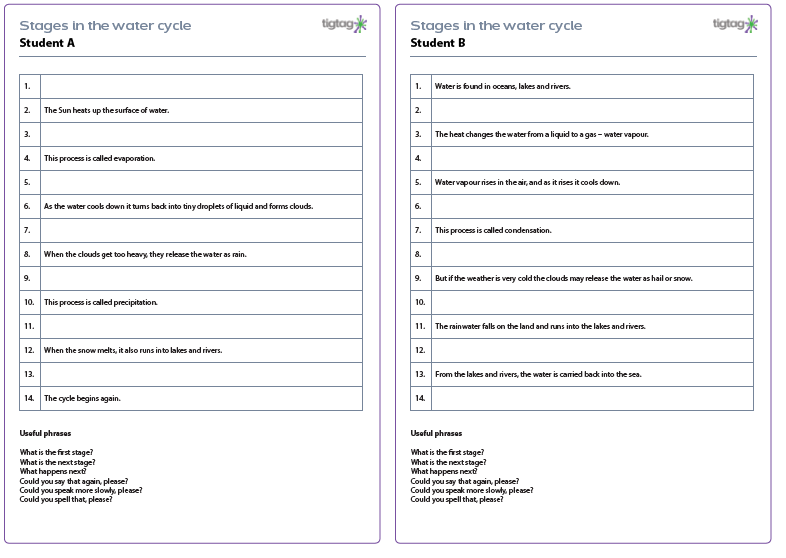 Stages in the water cycle
tigtag
Student A
1.
2. The Sun heats up the surface of water.
3.
4. This process is called evaporation.
5.
6. As the water cools down it turns back into tiny droplets of liquid and forms clouds.
7.
8. When the clouds get too heavy, they release the water as rain.
9.
10. This process is called precipitation.
11.
12. When the snow melts, it also runs into lakes and rivers.
13.
14. The cycle begins again.
Useful phrases
What is the first stage?
What is the next stage?
What happens next?
Could you say that again, please?
Could you speak more slowly, please?
Could you spell that, please?
Stages in the water cycle
tigtag
Student B
1. Water is found in oceans, lakes and rivers.
2.
3. The heat changes the water from a liquid to a gas – water vapour.
4.
5. Water vapour rises in the air, and as it rises it cools down.
6.
7. This process is called condensation.
8.
9. But if the weather is very cold the clouds may release the water as hail or snow.
10.
11. The rainwater falls on the land and runs into the lakes and rivers.
12.
13. From the lakes and rivers, the water is carried back into the sea.
14.
Useful phrases
What is the first stage?
What is the next stage?
What happens next?
Could you say that again, please?
Could you speak more slowly, please?
Could you spell that, please?